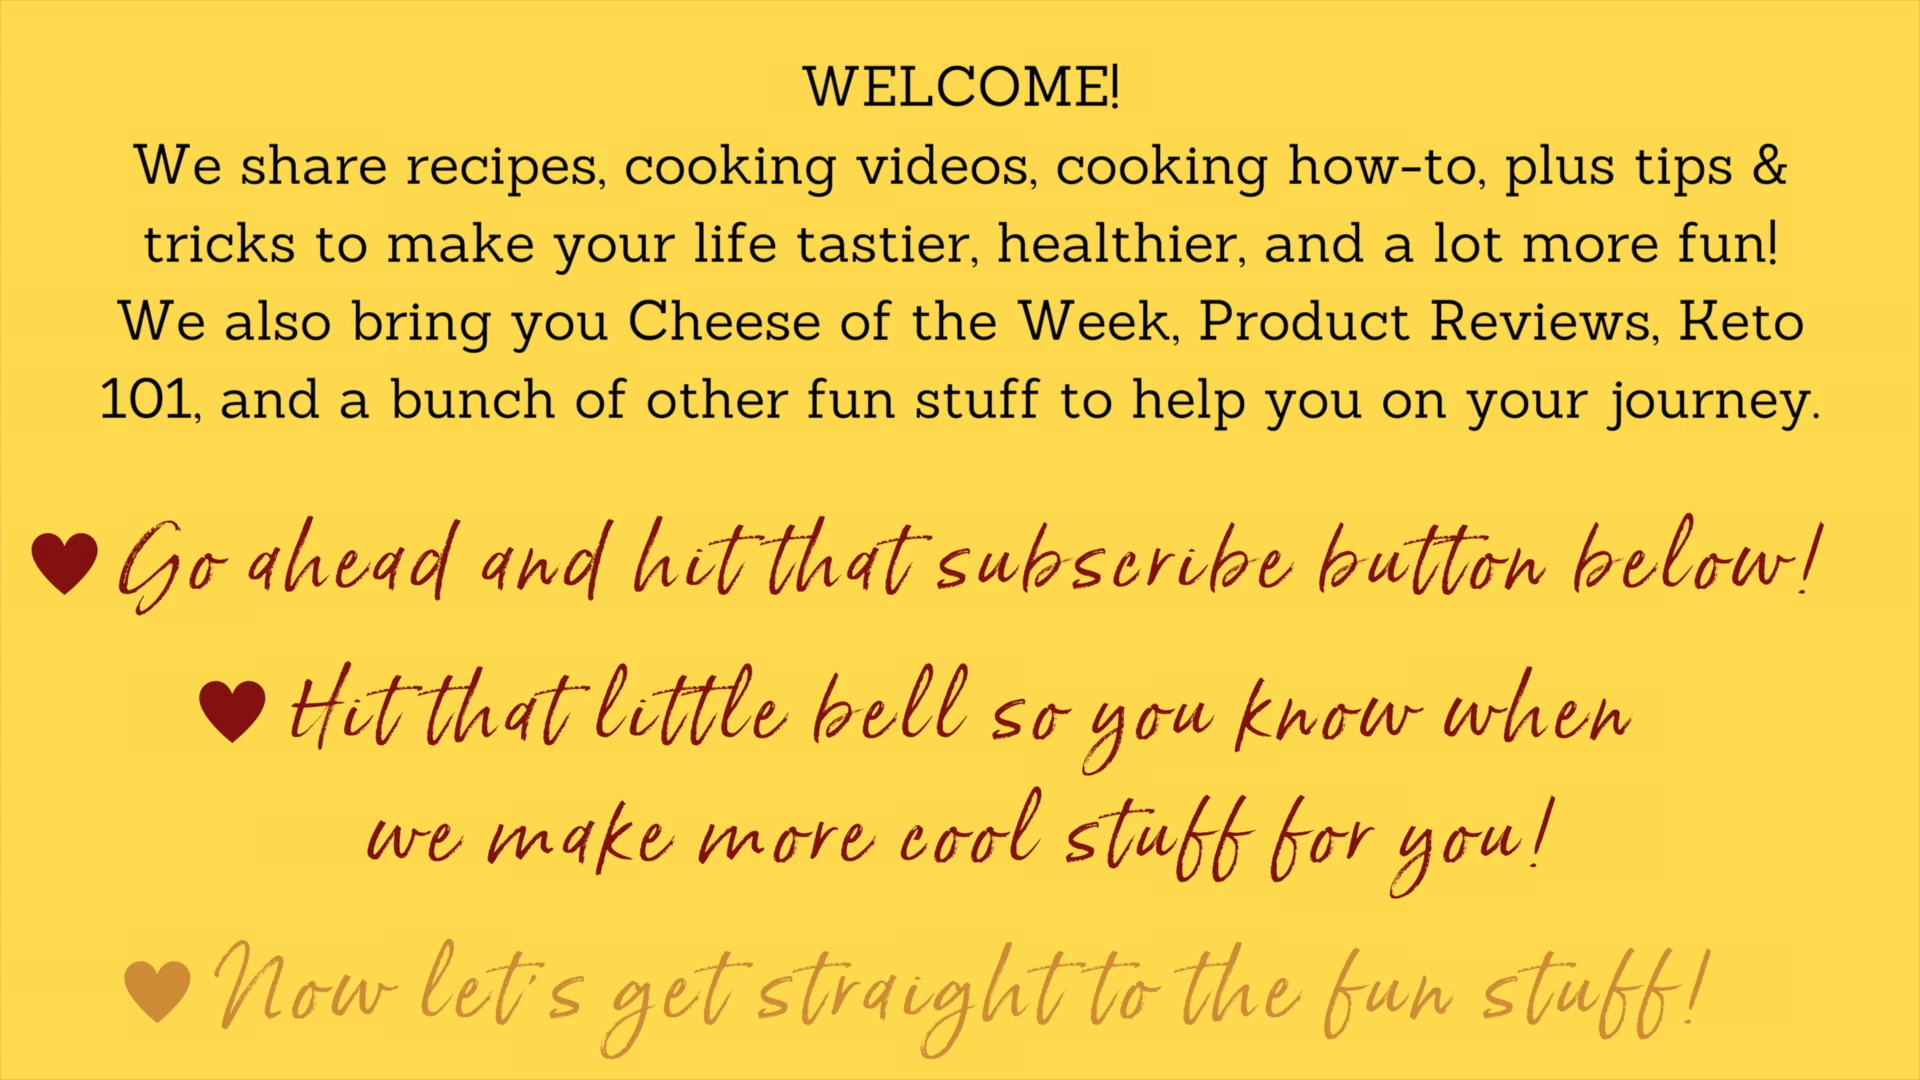 WELCOME!
We share recipes, cooking videos, cooking how-to, plus tips &
tricks to make your life tastier, healthier, and a lot more fun!
We also bring you Cheese of the Week, Product Reviews, Keto
101, and a bunch of other fun stuff to help you on your journey.
♥ Go ahead and hit that subscribe button below!
♥ Hit that little bell so you know when
we make more cool stuff for you!
♥ Now let's get straight to the fun stuff!